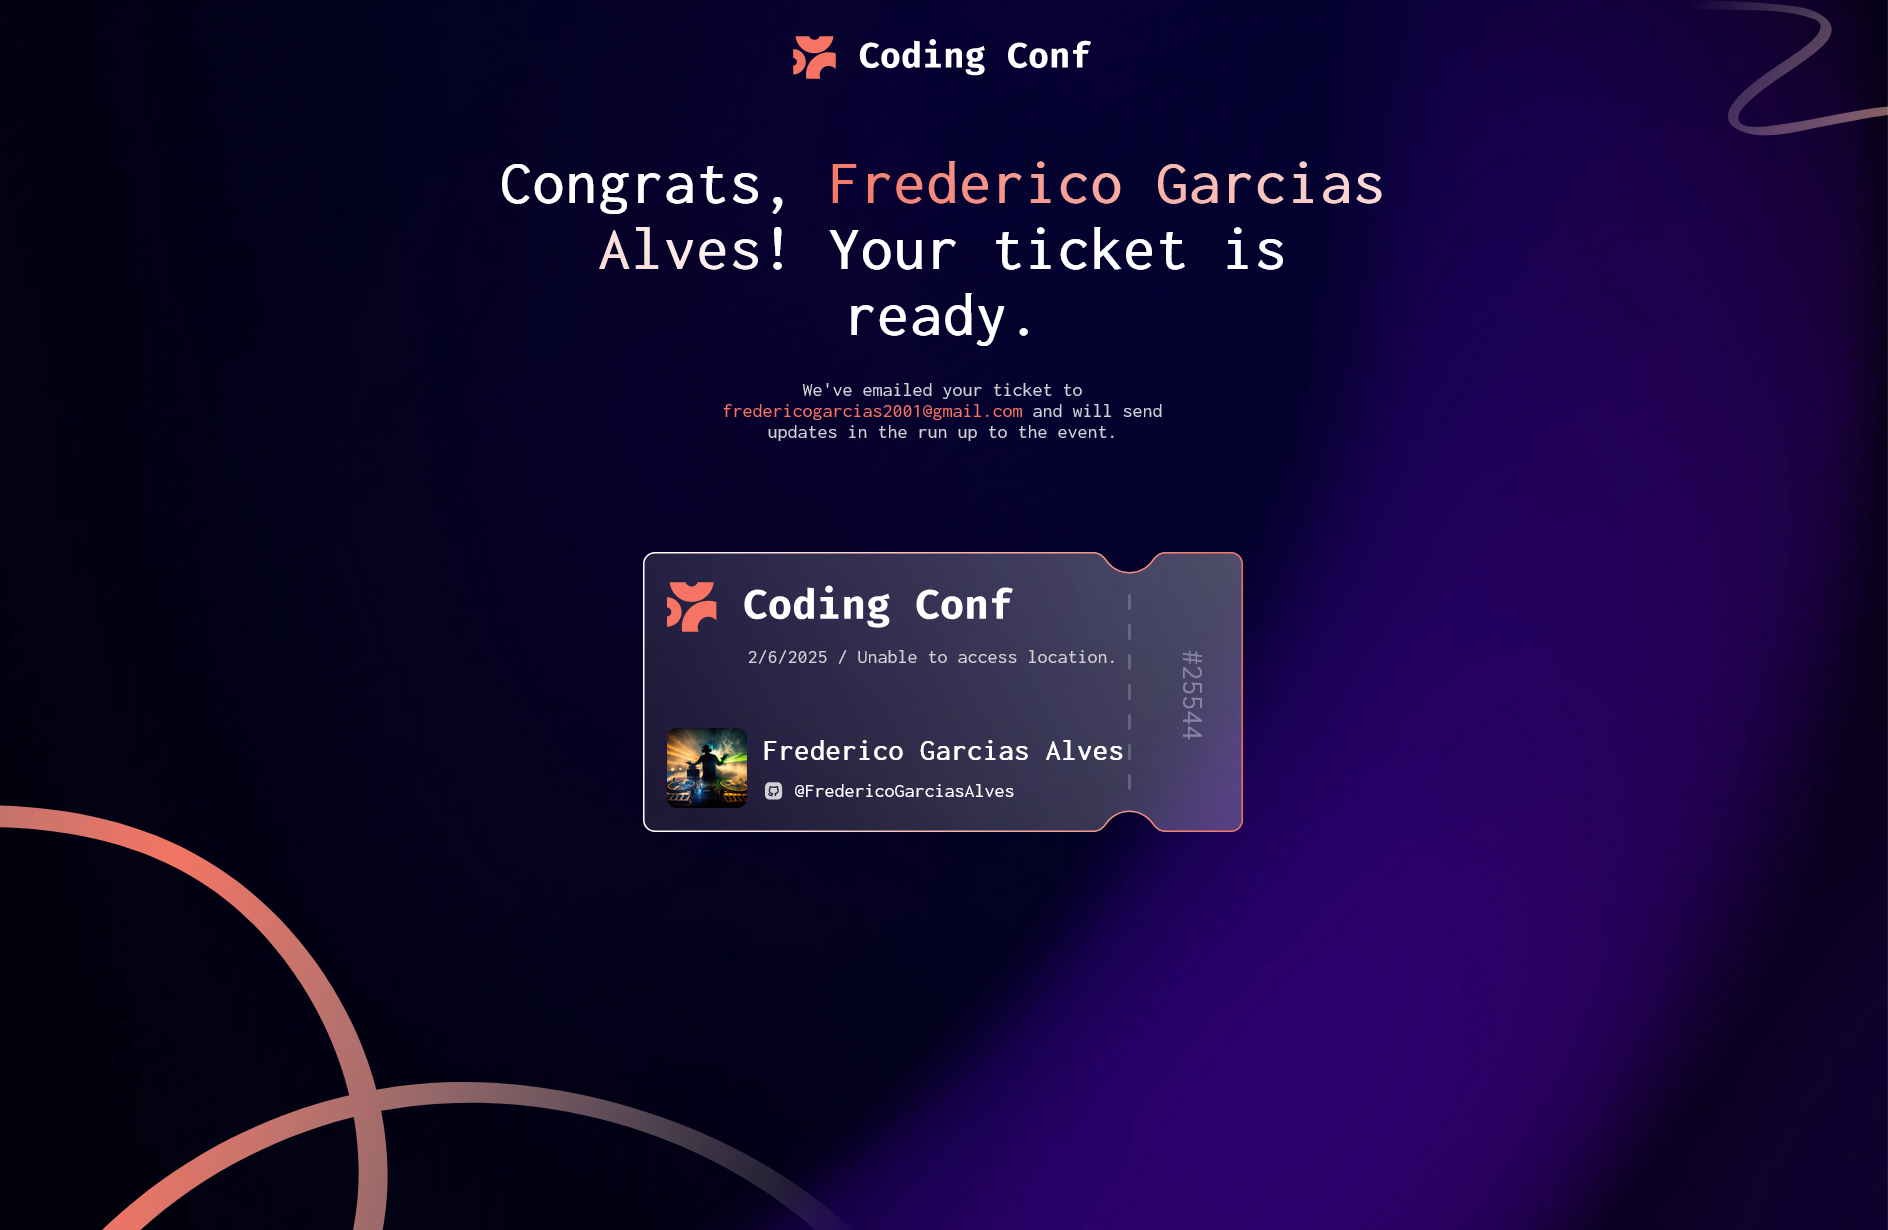 Coding Conf
Congrats, Frederico Garcias
Alves! Your ticket is
ready.
We've emailed your ticket to
fredericogarcias2001@gmail.com and will send
updates in the run up to the event.
Coding Conf
2/6/2025 / Unable to access location.
Frederico Garcias Alves
@FredericoGarciasAlves
#25544